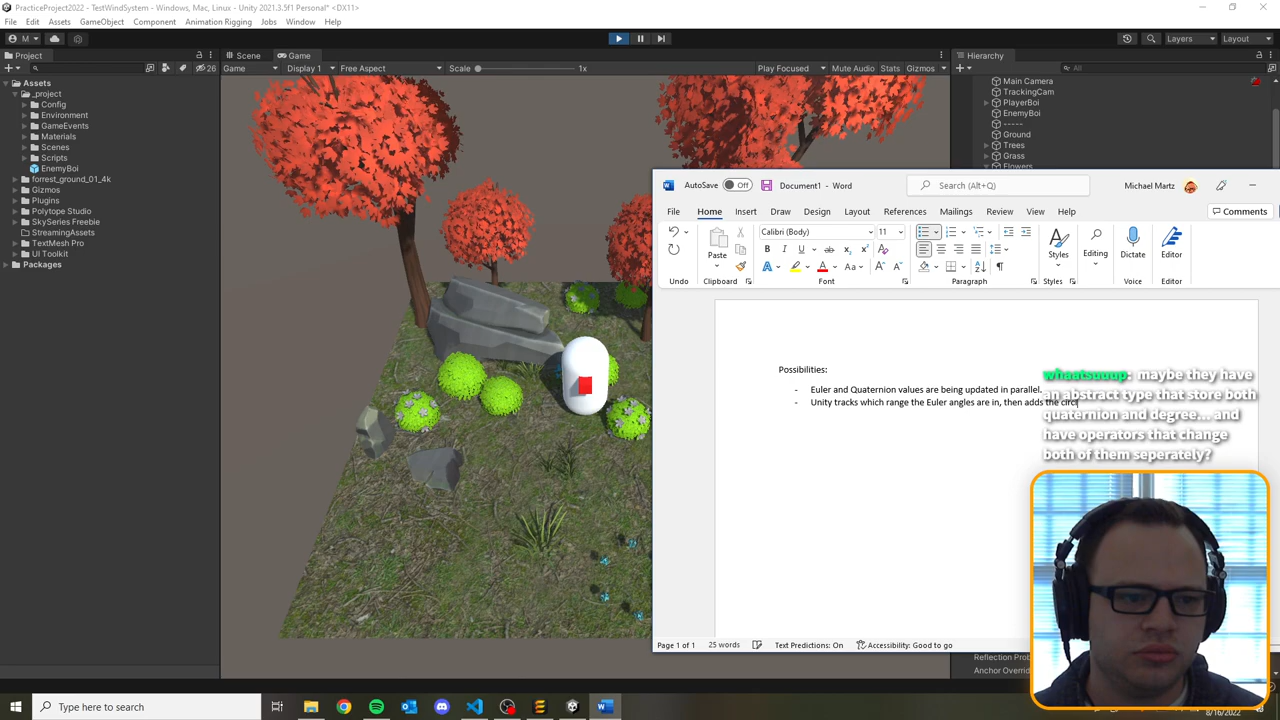 PracticeProject2022 - TestWindSystem - Windows, Mac, Linux - Unity 2021.3.5f1 Personal* <DX11>
File Edit Assets GameObject Component Animation Rigging Jobs Window Help
M
Layers Layout
Project
26
Assets
_project
Config
Environment
GameEvents
Materials
Scenes
Scripts
EnemyBoi
forrest_ground_01_4k
Gizmos
Plugins
Polytope Studio
SkySeries Freebie
StreamingAssets
TextMesh Pro
UI Toolkit
Packages
Scene Game
Game Display 1 Free Aspect Scale 1x Play Focused Mute Audio Stats Gizmos
Hierarchy
All
Main Camera
TrackingCam
PlayerBoi
EnemyBoi
-----
Ground
Trees
Grass
Flowers
AutoSave Off Document1 - Word Search (Alt+Q) Michael Martz
File Home Insert Draw Design Layout References Mailings Review View Help Comments
Calibri (Body) 11
Paste Styles Editing Dictate Editor
Undo Clipboard Font Paragraph Styles Voice Editor
Possibilities:
- Euler and Quaternion values are being updated in parallel.
- Unity tracks which range the Euler angles are in, then adds the circl
whaatsuuup: maybe they have
an abstract type that store both
quaternion and degree... and
have operators that change
both of them seperately?
Page 1 of 1 25 words Text Predictions: On Accessibility: Good to go
Anchor Overrid
Type here to search
8/16/2022